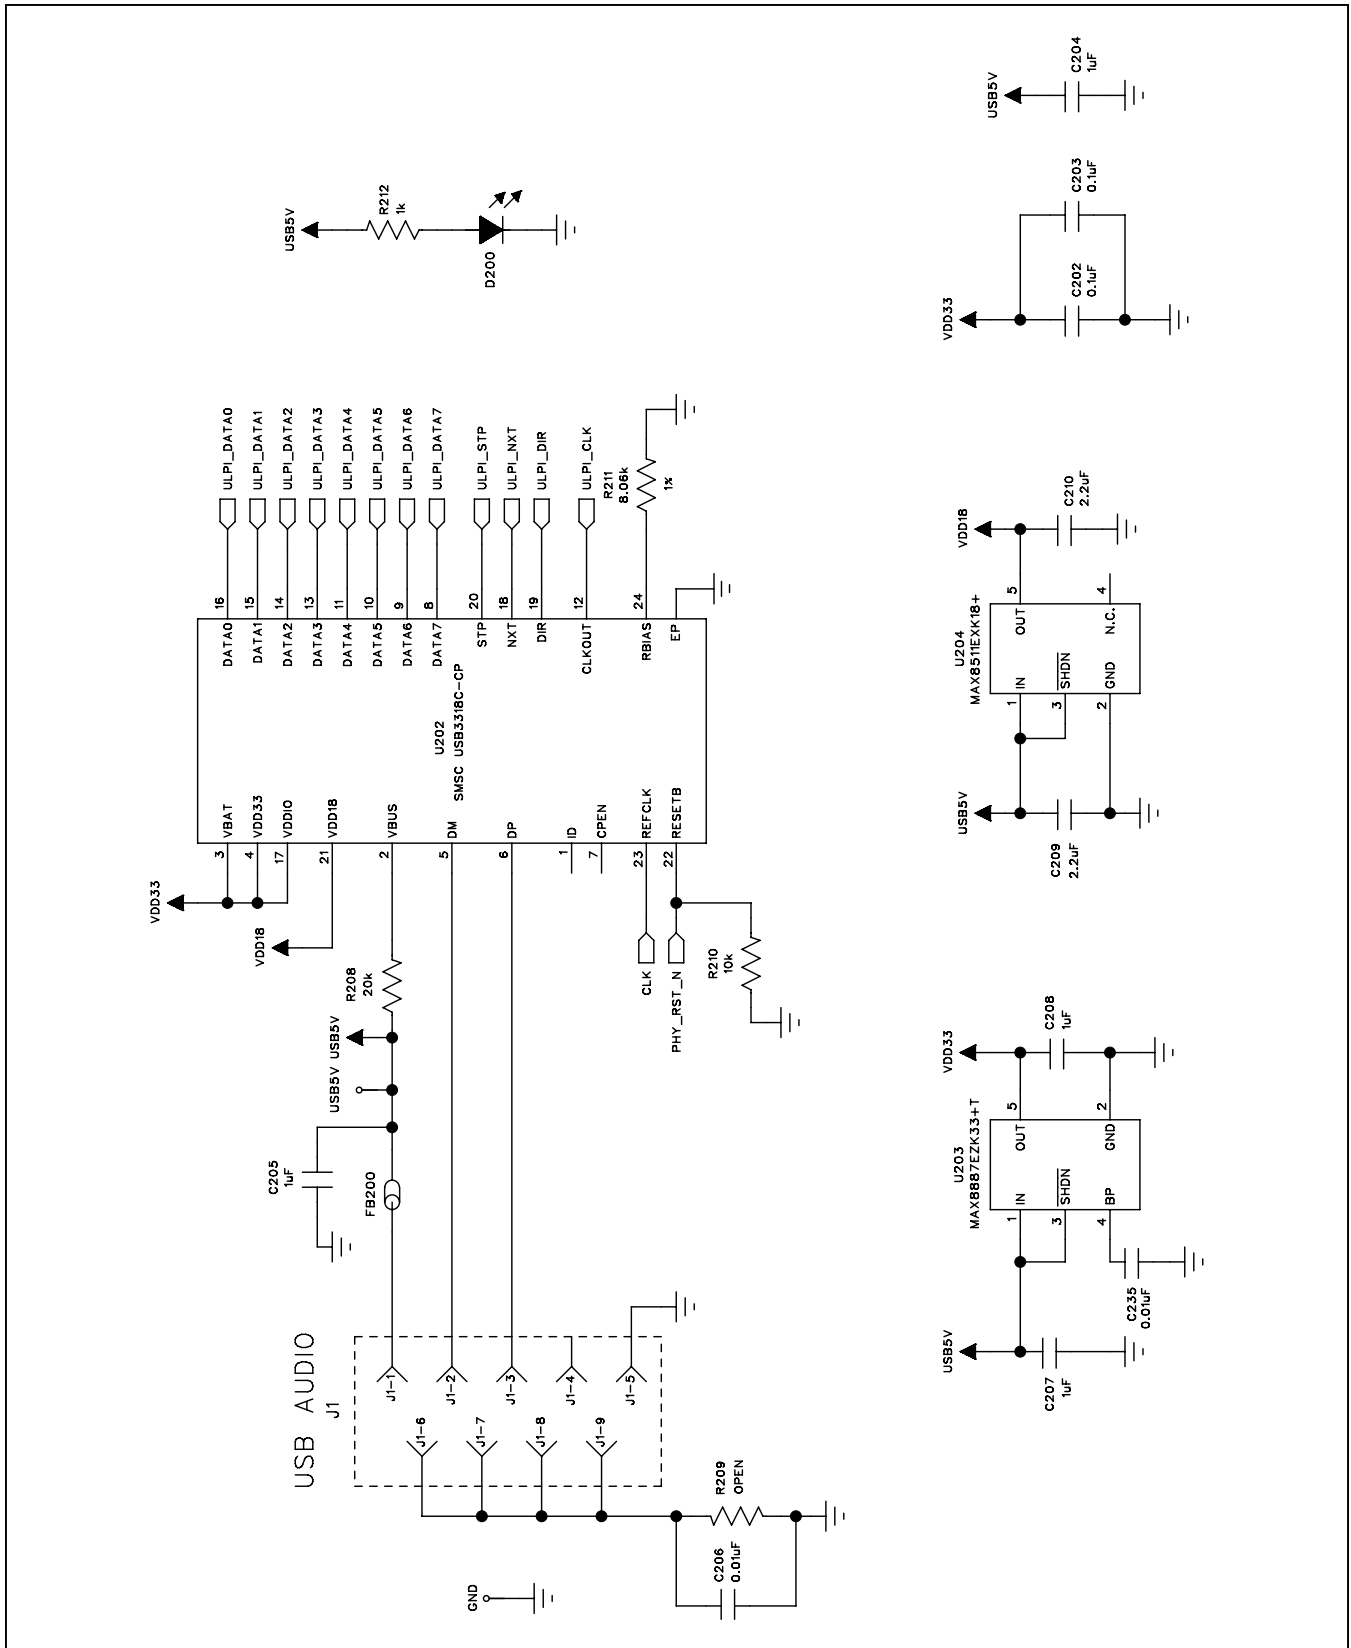 USB AUDIO
J1
J1-1
J1-2
J1-3
J1-4
J1-5
J1-6
J1-7
J1-8
J1-9
GND
C206
0.01uF
R209
OPEN
C205
1uF
FB200
USB5V
USB5V
R208
20k
VDD33
VDD18
3
4
17
21
2
5
6
1
7
23
22
VBAT
VDD33
VDDIO
VDD18
VBUS
DM
DP
ID
CPEN
REFCLK
RESETB
CLK
PHY_RST_N
R210
10k
U202
SMSC USB3318C-CP
DATA0
DATA1
DATA2
DATA3
DATA4
DATA5
DATA6
DATA7
STP
NXT
DIR
CLKOUT
RBIAS
EP
16
15
14
13
11
10
9
8
20
18
19
12
24
ULPI_DATA0
ULPI_DATA1
ULPI_DATA2
ULPI_DATA3
ULPI_DATA4
ULPI_DATA5
ULPI_DATA6
ULPI_DATA7
ULPI_STP
ULPI_NXT
ULPI_DIR
ULPI_CLK
R211
8.06k
1%
USB5V
R212
1k
D200
USB5V
C207
1uF
U203
MAX8887EZK33+T
1
3
4
IN
SHDN
BP
OUT
GND
5
2
C235
0.01uF
VDD33
C208
1uF
USB5V
C209
2.2uF
U204
MAX8511EXK18+
1
3
2
IN
SHDN
GND
OUT
N.C.
5
4
VDD18
C210
2.2uF
VDD33
C202
0.1uF
C203
0.1uF
USB5V
C204
1uF